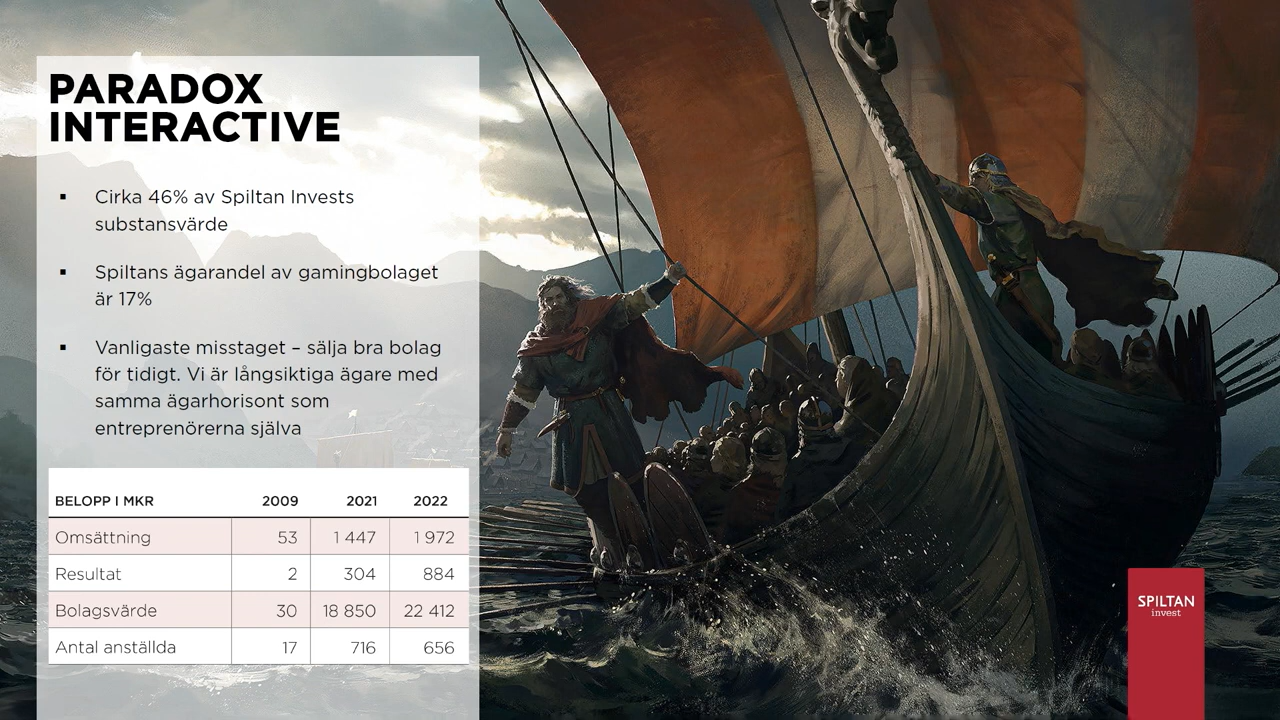 PARADOX
INTERACTIVE
▪ Cirka 46% av Spiltan Invests
substansvärde
▪ Spiltans ägarandel av gamingbolaget
är 17%
▪ Vanligaste misstaget – sälja bra bolag
för tidigt. Vi är långsiktiga ägare med
samma ägarhorisont som
entreprenörerna själva
BELOPP I MKR 2009 2021 2022
Omsättning 53 1 447 1 972
Resultat 2 304 884
Bolagsvärde 30 18 850 22 412
Antal anställda 17 716 656
SPILTAN
invest